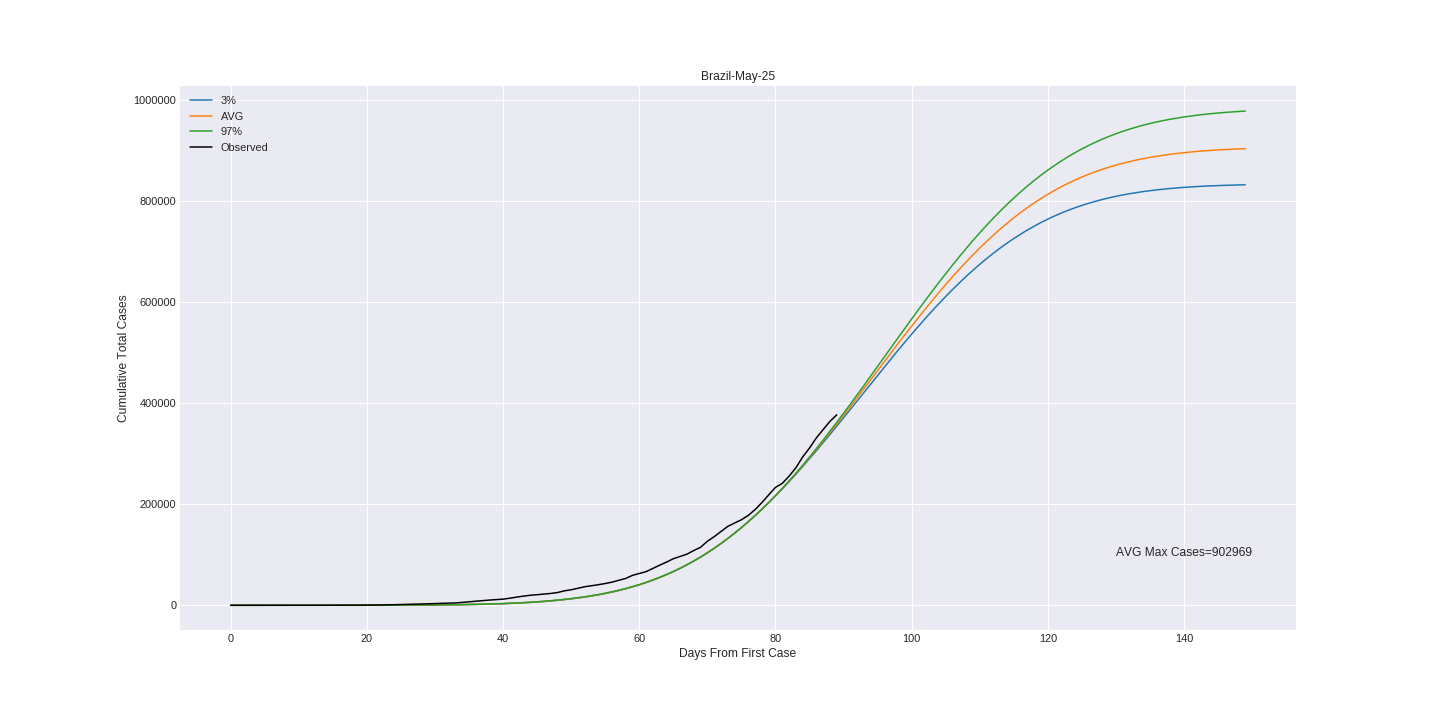 Brazil-May-25
3%
AVG
97%
Observed
1000000
800000
600000
400000
200000
0
Cumulative Total Cases
AVG Max Cases=902969
0 20 40 60 80 100 120 140
Days From First Case